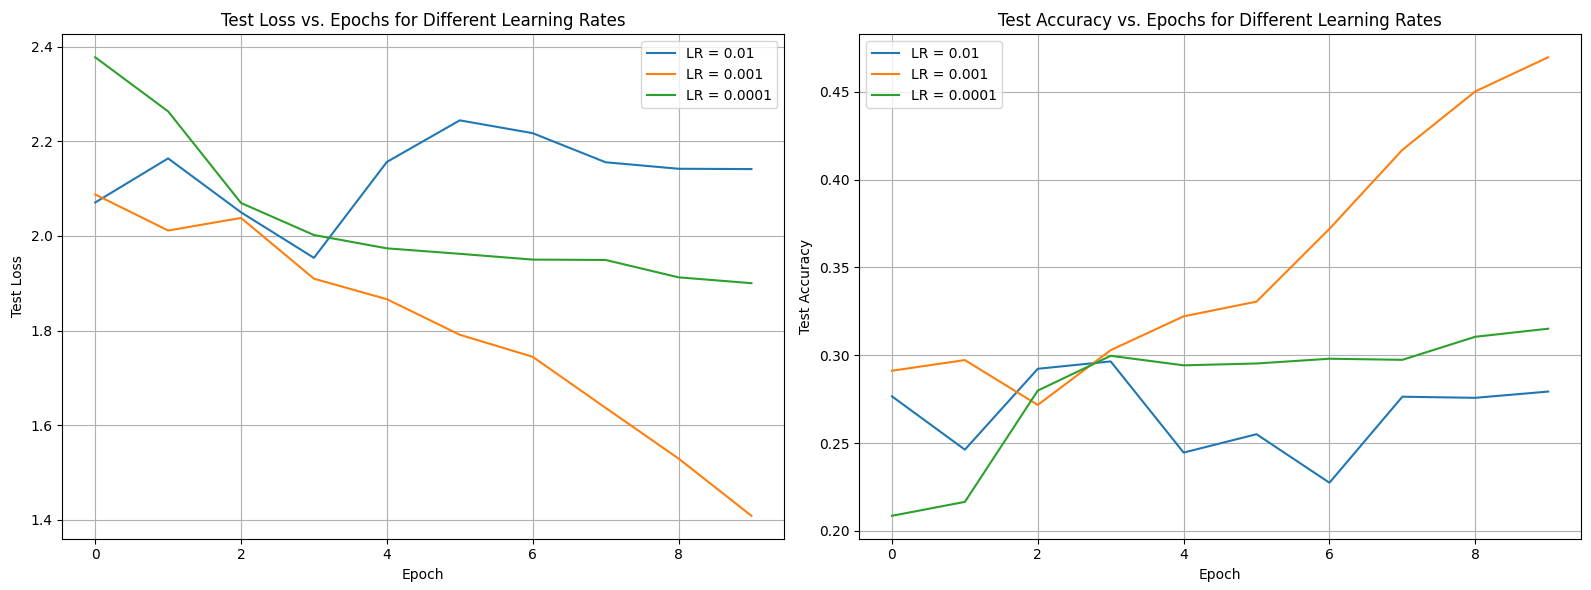 Test Loss vs. Epochs for Different Learning Rates
LR = 0.01
LR = 0.001
LR = 0.0001
2.4
2.2
2.0
1.8
1.6
1.4
Test Loss
0 2 4 6 8
Epoch
Test Accuracy vs. Epochs for Different Learning Rates
LR = 0.01
LR = 0.001
LR = 0.0001
0.45
0.40
0.35
0.30
0.25
0.20
Test Accuracy
0 2 4 6 8
Epoch